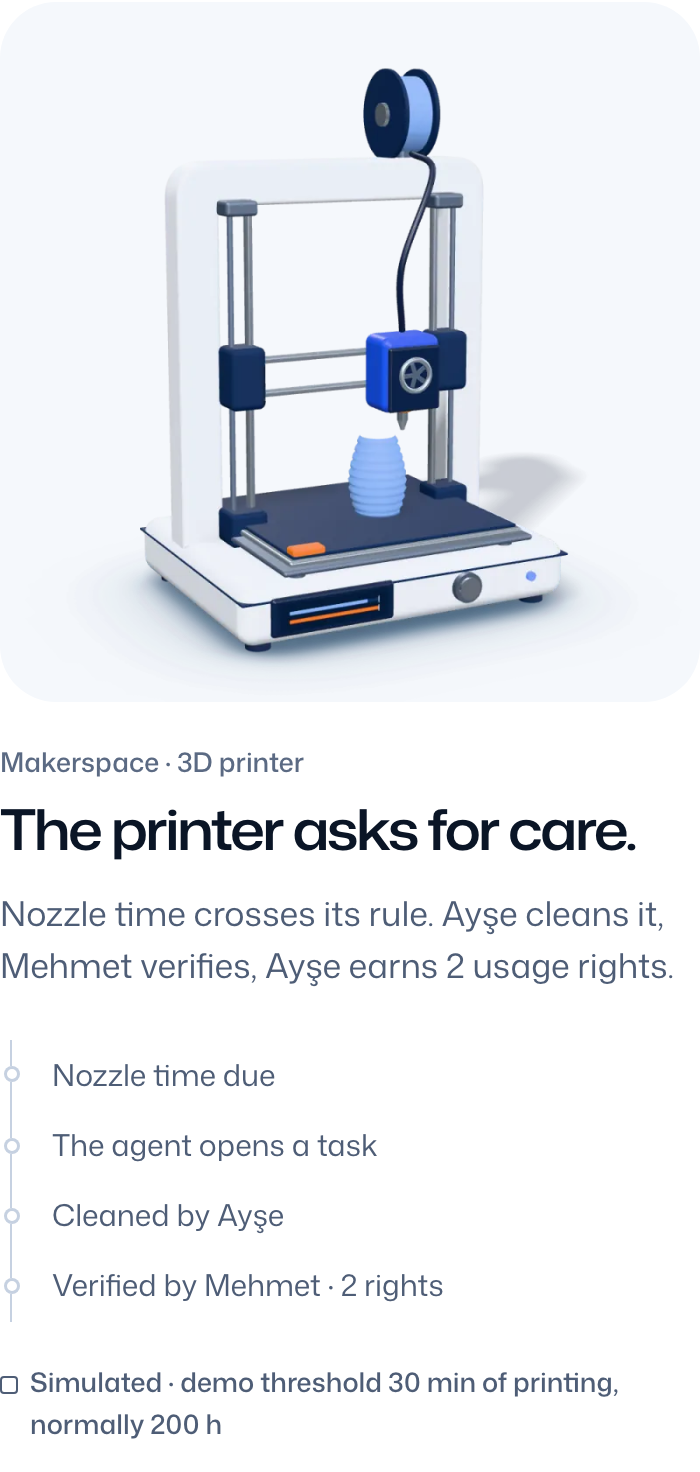 Makerspace · 3D printer
The printer asks for care.
Nozzle time crosses its rule. Ayşe cleans it,
Mehmet verifies, Ayşe earns 2 usage rights.
Nozzle time due
The agent opens a task
Cleaned by Ayşe
Verified by Mehmet · 2 rights
Simulated · demo threshold 30 min of printing,
normally 200 h